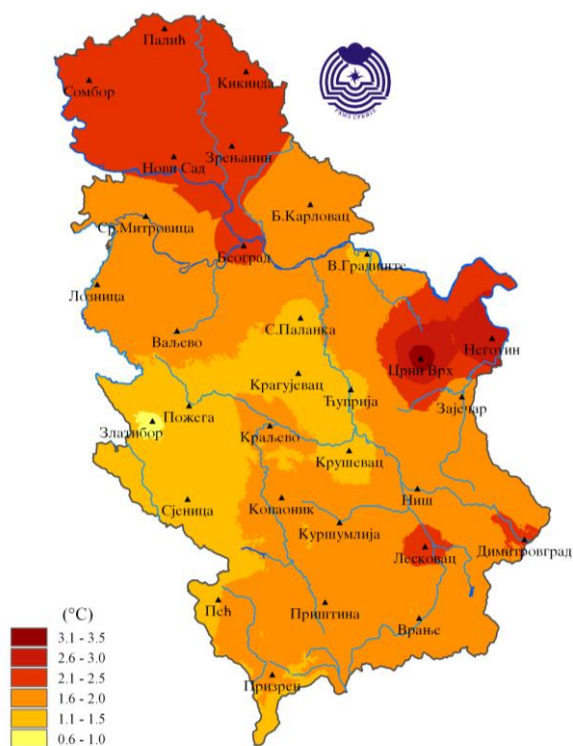 Палић
Сомбор
Кикинда
Зрењанин
Нови Сад
Б.Карловац
Ср.Митровица
Београд
В.Градиште
Лозница
С.Паланка
Ваљево
Неготин
Црни Врх
Крагујевац
Ћуприја
Зајечар
Пожега
Златибор
Краљево
Крушевац
Ниш
Сјеница
Копаоник
Куршумлија
Димитровград
Лесковац
Пећ
Приштина
Врање
Призрен
(°C)
3.1 - 3.5
2.6 - 3.0
2.1 - 2.5
1.6 - 2.0
1.1 - 1.5
0.6 - 1.0